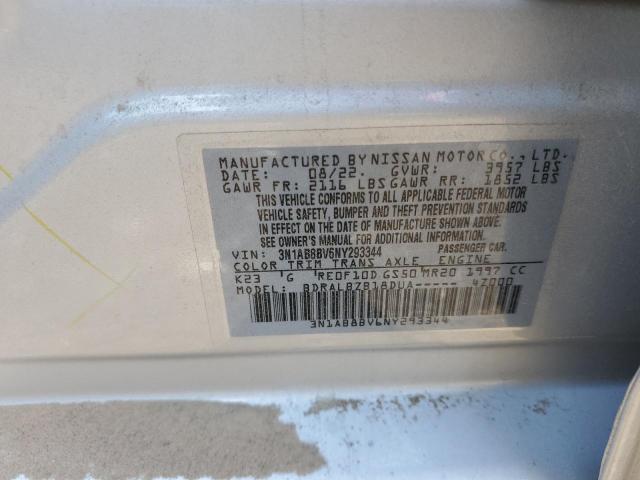 MANUFACTURED BY NISSAN MOTOR CO., LTD.
DATE: 08/22. GVWR: 3957 LBS
GAWR FR: 2116 LBS GAWR RR: 1852 LBS
THIS VEHICLE CONFORMS TO ALL APPLICABLE FEDERAL MOTOR
VEHICLE SAFETY, BUMPER AND THEFT PREVENTION STANDARDS
IN EFFECT ON THE DATE OF MANUFACTURE SHOWN ABOVE.
SEE OWNER'S MANUAL FOR ADDITIONAL INFORMATION.
VIN: 3N1AB8BV6NY293344 PASSENGER CAR.
COLOR TRIM TRANS AXLE ENGINE
K23 'G RE0F10D GS50 MR20 1997 CC
MODEL: BDRALBZB18DUA----- 4Z000
3N1AB8BV6NY293344